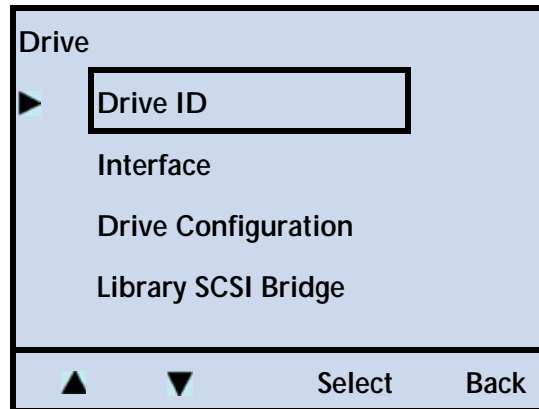 Drive
Drive ID
Interface
Drive Configuration
Library SCSI Bridge
Select Back